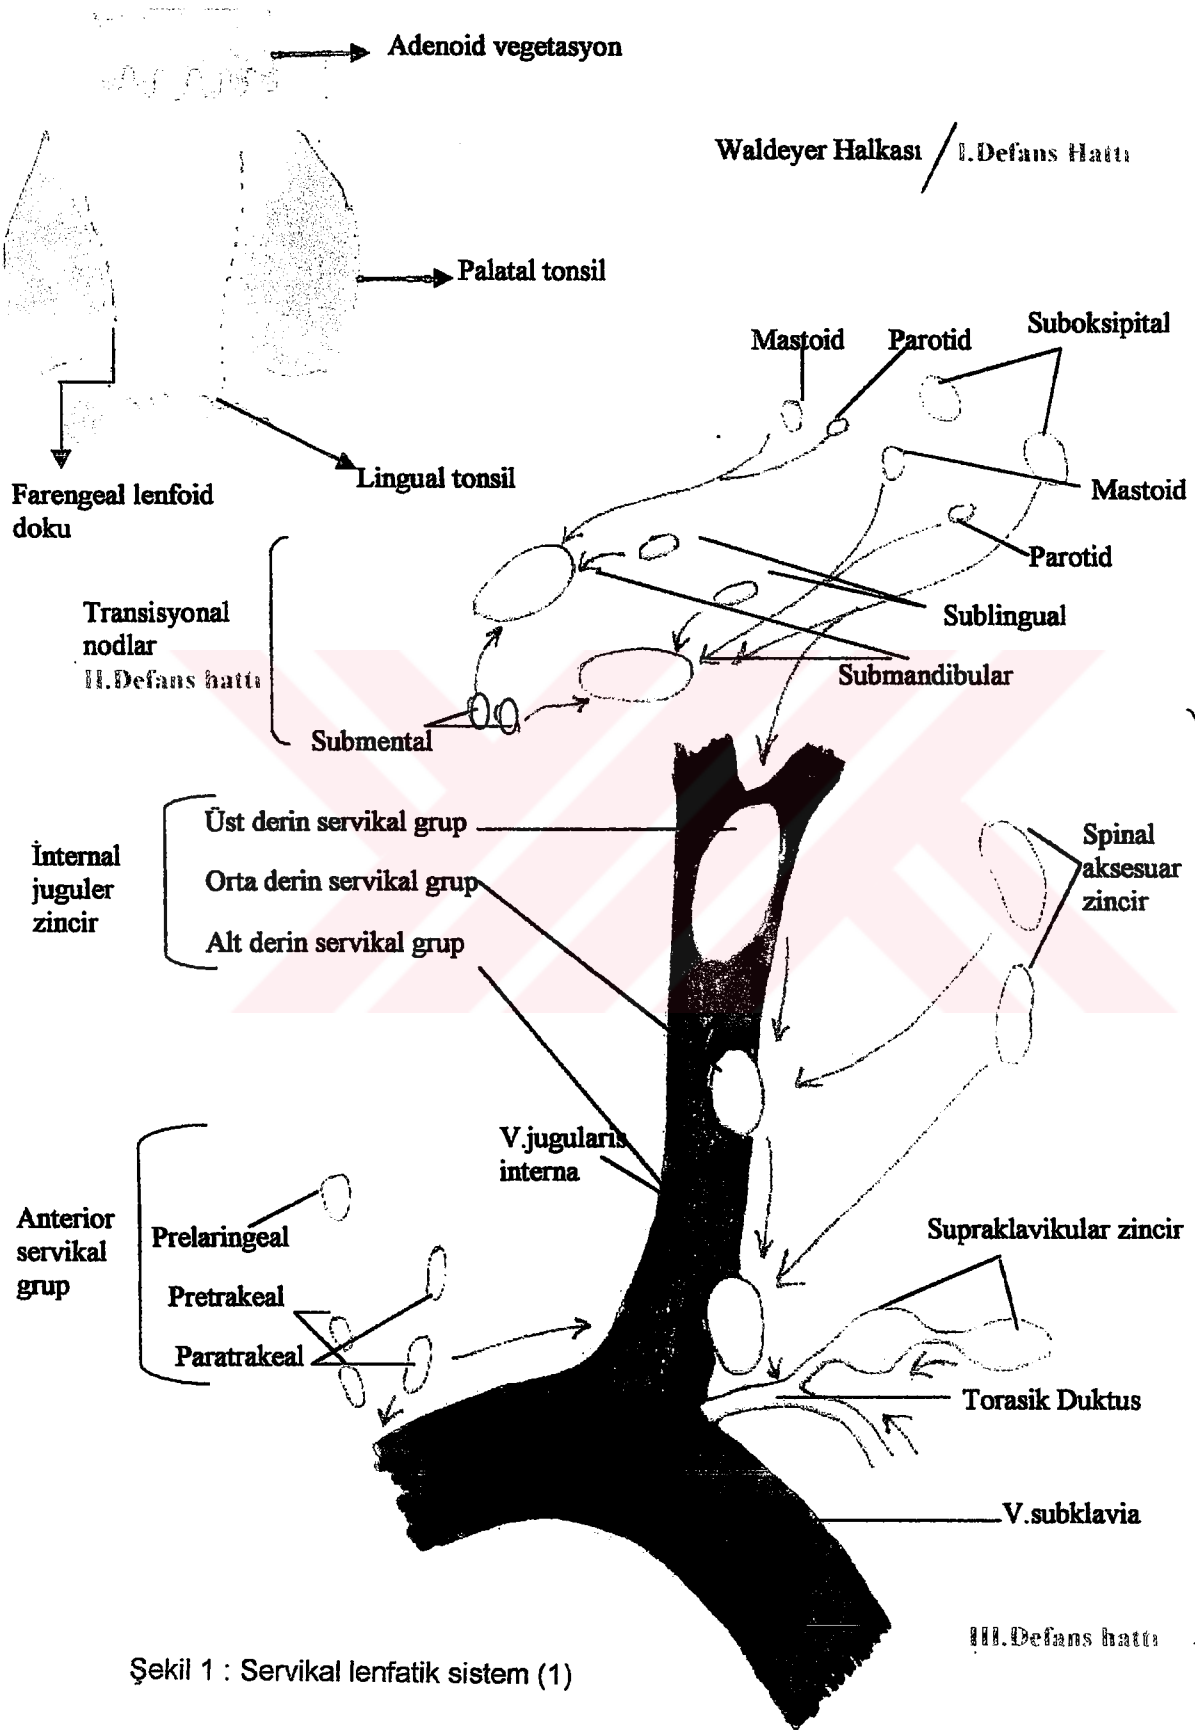 Adenoid vegetasyon
Waldeyer Halkası / I.Defans Hattı
Palatal tonsil
Mastoid
Parotid
Suboksipital
Farengeal lenfoid
doku
Lingual tonsil
Mastoid
Parotid
Transisyonal
nodlar
II.Defans hattı
Sublingual
Submandibular
Submental
İnternal
juguler
zincir
Üst derin servikal grup
Orta derin servikal grup
Alt derin servikal grup
Spinal
aksesuar
zincir
V.jugularis
interna
Anterior
servikal
grup
Prelaringeal
Pretrakeal
Paratrakeal
Supraklavikular zincir
Torasik Duktus
V.subklavia
III.Defans hattı
Şekil 1 : Servikal lenfatik sistem (1)